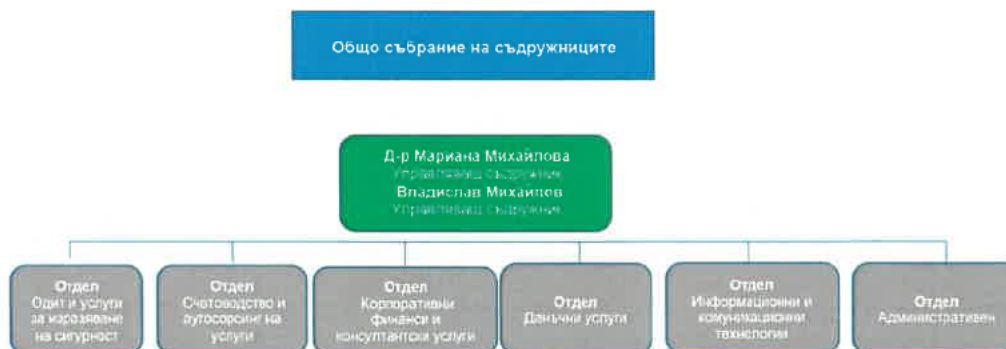 Общо събрание на съдружниците
Д-р Мариана Михайлова
Управляващ съдружник
Владислав Михайлов
Управляващ съдружник
Отдел
Одит и услуги
за изразяване
на сигурност
Отдел
Счетоводство и
аутсорсинг на
услуги
Отдел
Корпоративни
финанси и
консултантски услуги
Отдел
Данъчни услуги
Отдел
Информационни и
комуникационни
технологии
Отдел
Административен